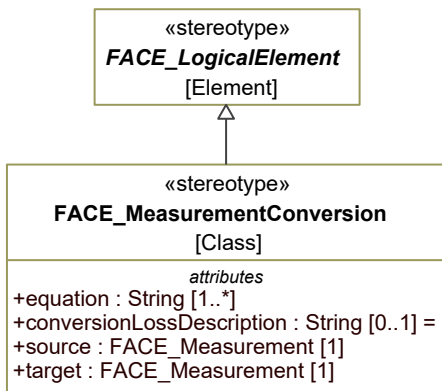 «stereotype»
FACE_LogicalElement
[Element]
«stereotype»
FACE_MeasurementConversion
[Class]
attributes
+equation : String [1..*]
+conversionLossDescription : String [0..1] =
+source : FACE_Measurement [1]
+target : FACE_Measurement [1]